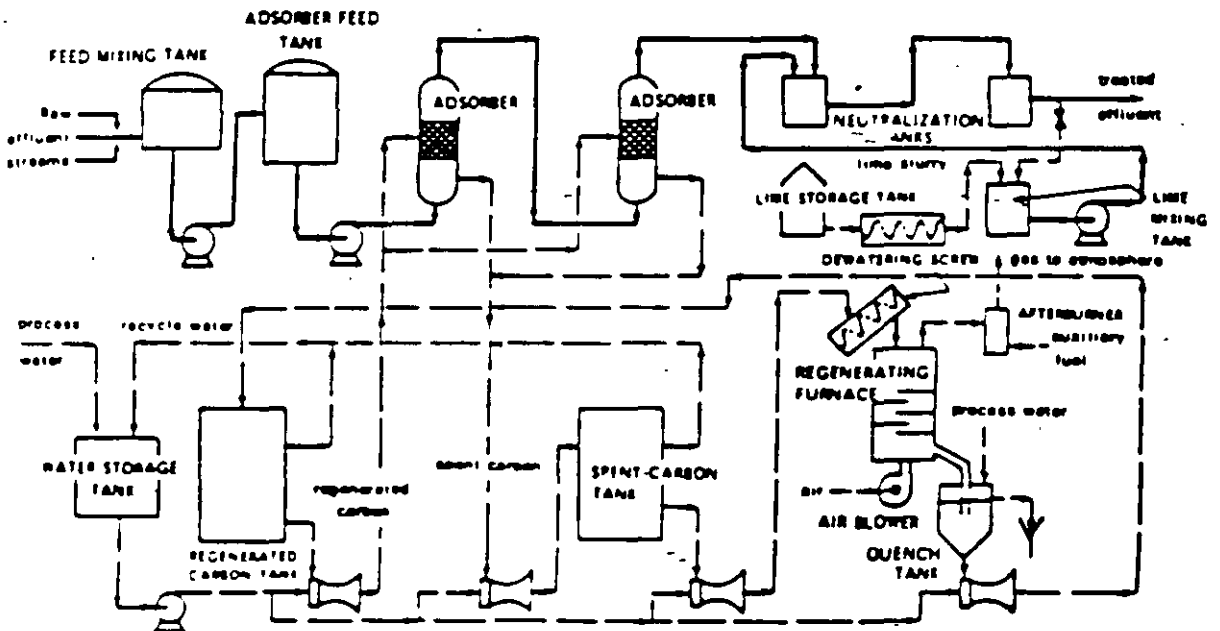 ADSORBER FEED
TANK
FEED MIXING TANK
Raw
effluent
streams
ADSORBER
ADSORBER
NEUTRALIZATION
TANKS
treated
effluent
lime slurry
LIME STORAGE TANK
LIME
MIXING
TANK
DEWATERING SCREW
gas to atmosphere
process
water
recycle water
AFTERBURNER
auxiliary
fuel
REGENERATING
FURNACE
process water
WATER STORAGE
TANK
regenerated
carbon
spent carbon
SPENT-CARBON
TANK
air
AIR BLOWER
QUENCH
TANK
REGENERATED
CARBON TANK